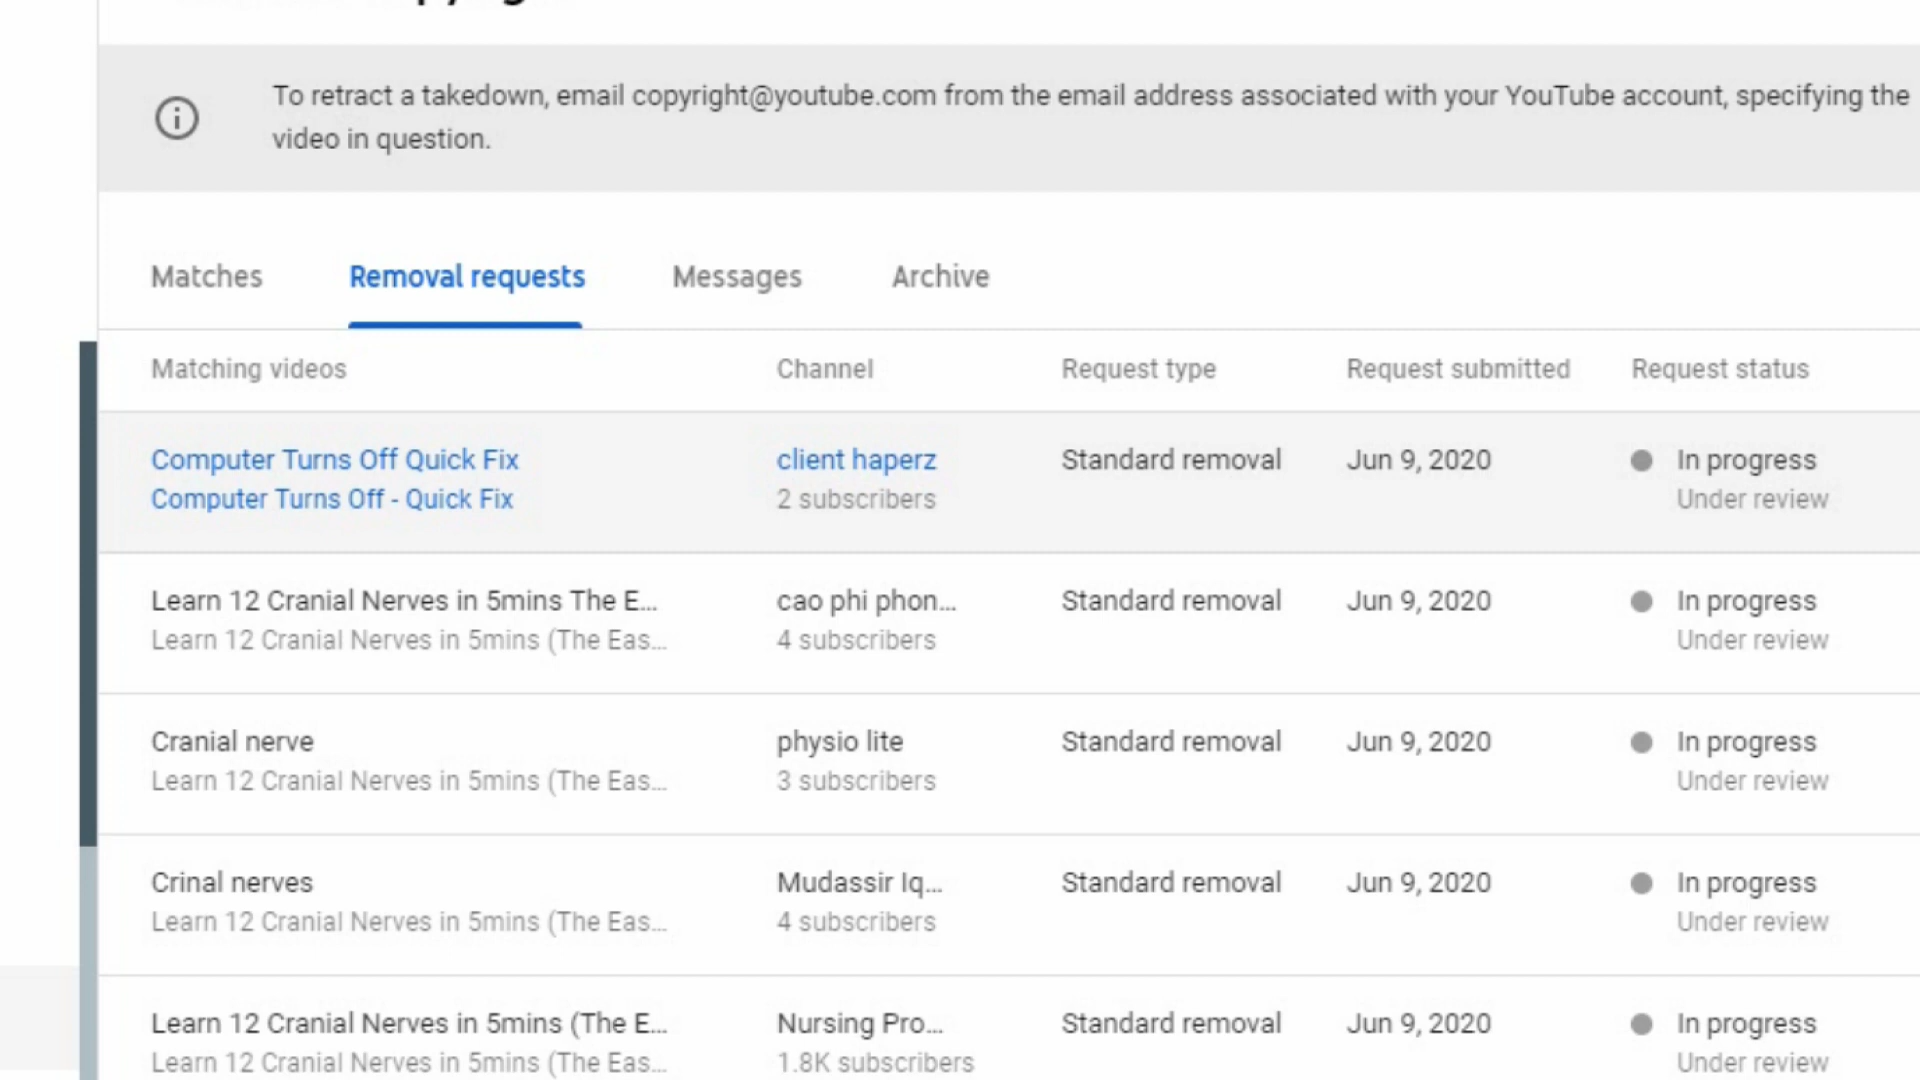 To retract a takedown, email copyright@youtube.com from the email address associated with your YouTube account, specifying the
video in question.
Matches Removal requests Messages Archive
Matching videos Channel Request type Request submitted Request status
Computer Turns Off Quick Fix client haperz Standard removal Jun 9, 2020 In progress
Computer Turns Off - Quick Fix 2 subscribers Under review
Learn 12 Cranial Nerves in 5mins The E... cao phi phon... Standard removal Jun 9, 2020 In progress
Learn 12 Cranial Nerves in 5mins (The Eas... 4 subscribers Under review
Cranial nerve physio lite Standard removal Jun 9, 2020 In progress
Learn 12 Cranial Nerves in 5mins (The Eas... 3 subscribers Under review
Crinal nerves Mudassir Iq... Standard removal Jun 9, 2020 In progress
Learn 12 Cranial Nerves in 5mins (The Eas... 4 subscribers Under review
Learn 12 Cranial Nerves in 5mins (The E... Nursing Pro... Standard removal Jun 9, 2020 In progress
Learn 12 Cranial Nerves in 5mins (The Eas... 1.8K subscribers Under review